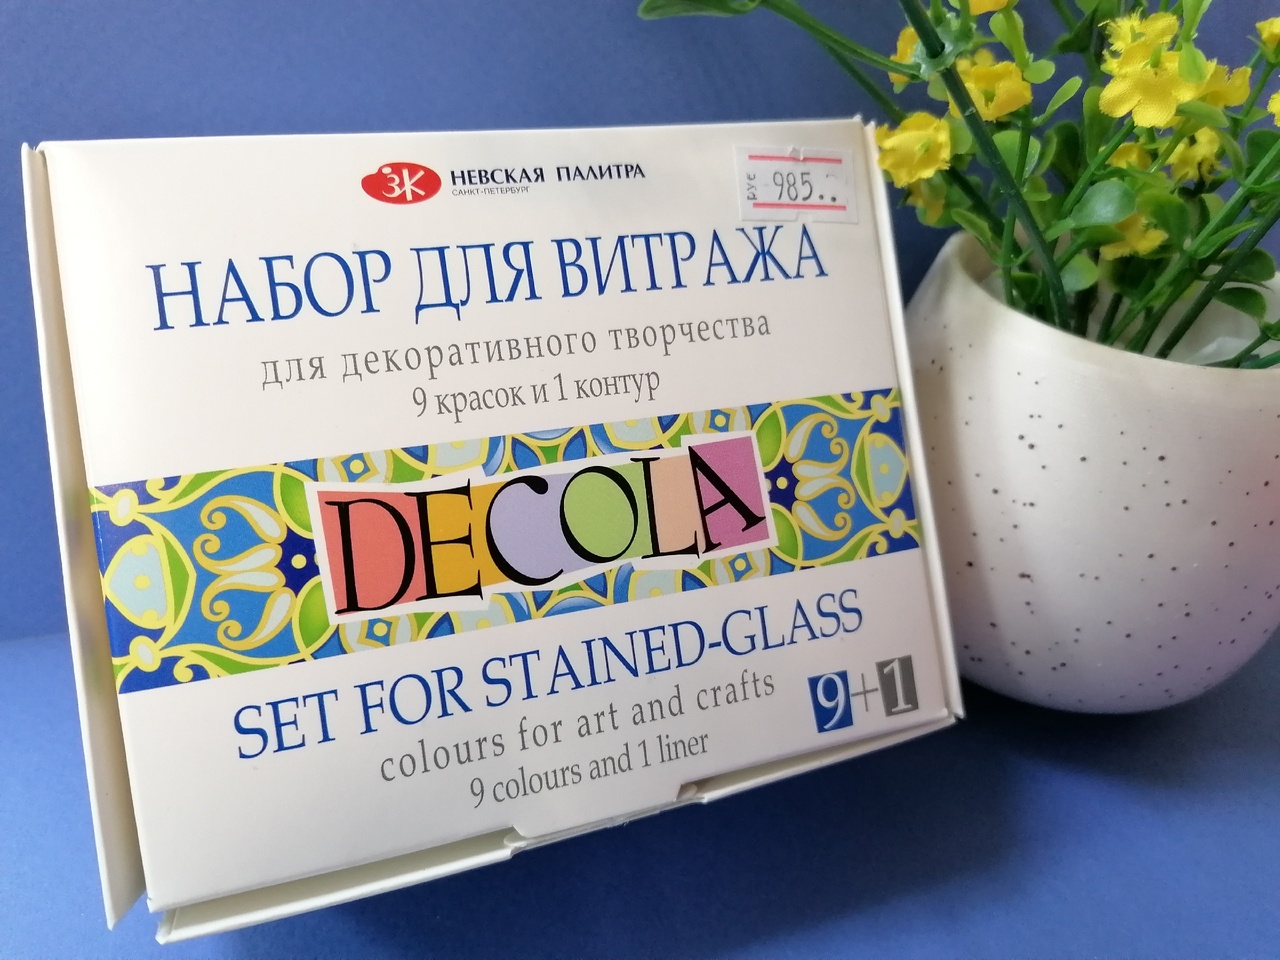 ЗК
НЕВСКАЯ ПАЛИТРА
САНКТ-ПЕТЕРБУРГ
985..
НАБОР ДЛЯ ВИТРАЖА
для декоративного творчества
9 красок и 1 контур
DECOLA
SET FOR STAINED-GLASS
colours for art and crafts
9 colours and 1 liner
9+1